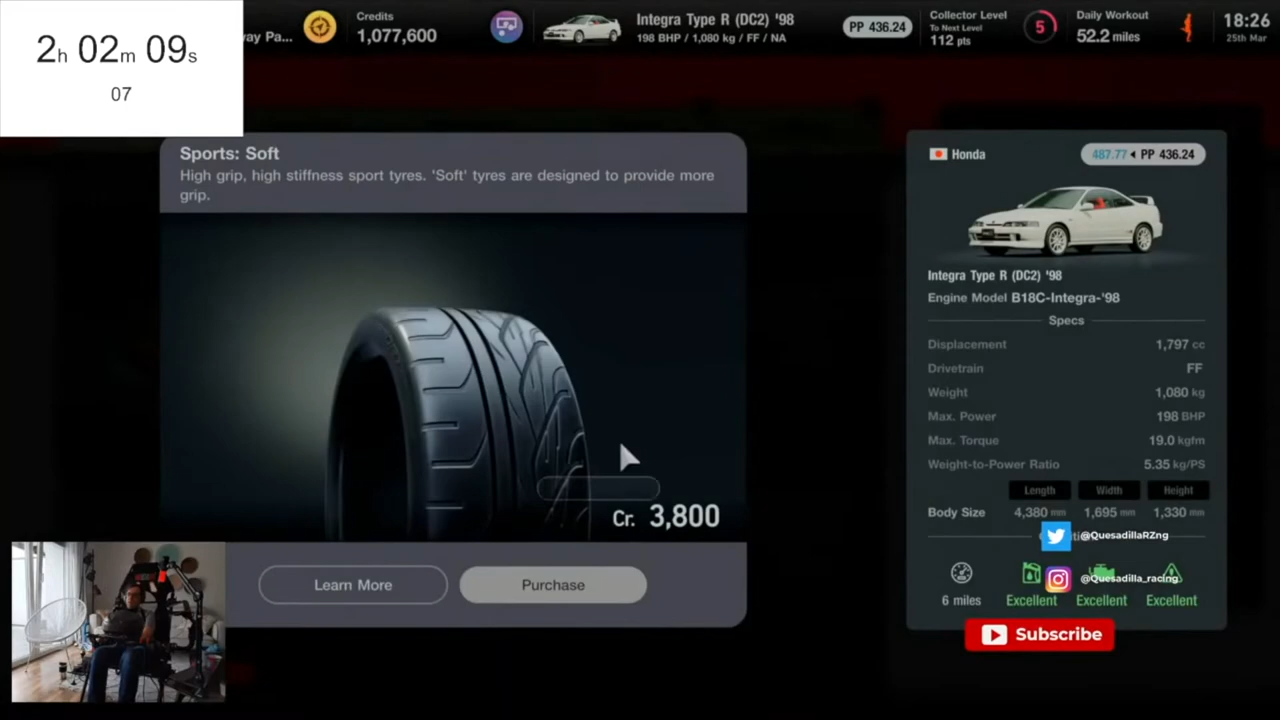 2h 02m 09s
07
way Pa...
Credits
1,077,600
Integra Type R (DC2) '98
198 BHP / 1,080 kg / FF / NA
PP 436.24
Collector Level
To Next Level
112 pts
5
Daily Workout
52.2 miles
18:26
25th Mar
Sports: Soft
High grip, high stiffness sport tyres. 'Soft' tyres are designed to provide more
grip.
Cr. 3,800
Learn More
Purchase
Honda
487.77 PP 436.24
Integra Type R (DC2) '98
Engine Model B18C-Integra-'98
Specs
Displacement 1,797 cc
Drivetrain FF
Weight 1,080 kg
Max. Power 198 BHP
Max. Torque 19.0 kgfm
Weight-to-Power Ratio 5.35 kg/PS
Length Width Height
Body Size 4,380 mm 1,695 mm 1,330 mm
@QuesadillaRZng
@Quesadilla_racing
6 miles Excellent Excellent Excellent
Subscribe